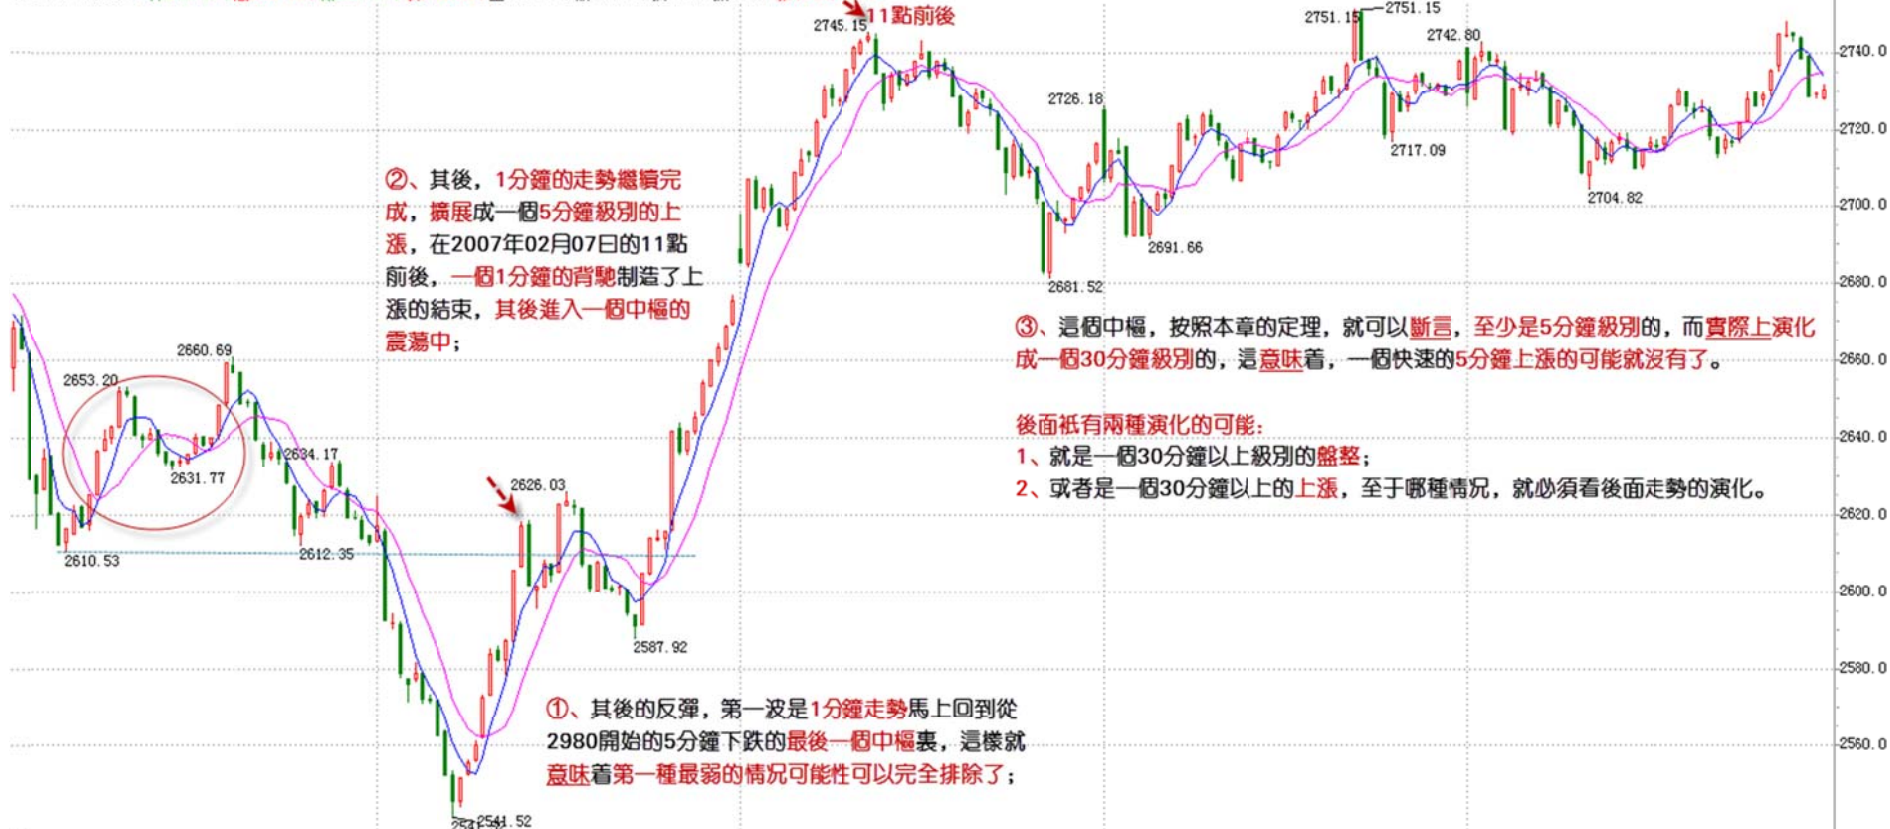 11點前後
2745.15
2751.15
2751.15
2742.80
2740.0
2726.18
2720.0
2717.09
2704.82
2700.0
2691.66
2681.52
2680.0
②、其後，1分鐘的走勢繼續完
成，擴展成一個5分鐘級別的上
漲，在2007年02月07日的11點
前後，一個1分鐘的背馳制造了上
漲的結束，其後進入一個中樞的
震蕩中；
③、這個中樞，按照本章的定理，就可以斷言，至少是5分鐘級別的，而實際上演化
成一個30分鐘級別的，這意味着，一個快速的5分鐘上漲的可能就沒有了。
後面衹有兩種演化的可能：
1、就是一個30分鐘以上級別的盤整；
2、或者是一個30分鐘以上的上漲，至于哪種情况，就必須看後面走勢的演化。
2660.69
2660.0
2653.20
2640.0
2634.17
2631.77
2626.03
2620.0
2612.35
2610.53
2600.0
2587.92
2580.0
①、其後的反彈，第一波是1分鐘走勢馬上回到從
2980開始的5分鐘下跌的最後一個中樞裏，這樣就
意味着第一種最弱的情况可能性可以完全排除了；
2560.0
2541.52